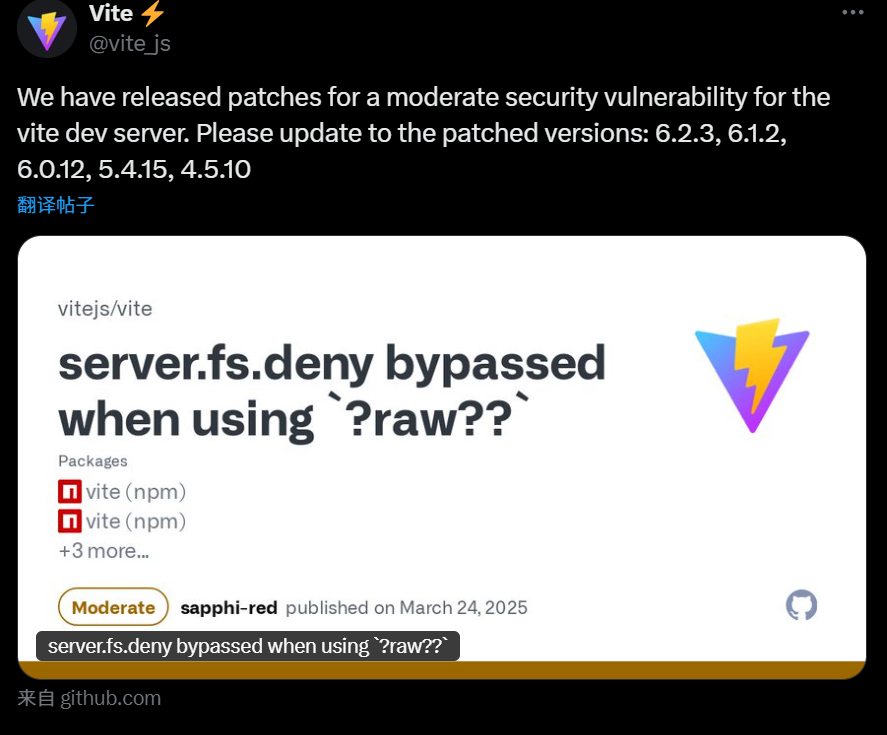 Vite ⚡
@vite_js
We have released patches for a moderate security vulnerability for the
vite dev server. Please update to the patched versions: 6.2.3, 6.1.2,
6.0.12, 5.4.15, 4.5.10
翻译帖子
vitejs/vite
server.fs.deny bypassed
when using `?raw??`
Packages
vite (npm)
vite (npm)
+3 more...
Moderate sapphi-red published on March 24, 2025
server.fs.deny bypassed when using `?raw??`
来自 github.com